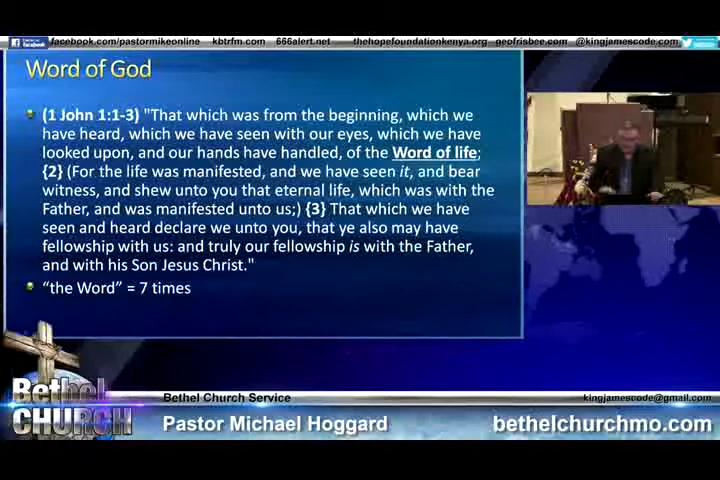 facebook.com/pastormikeonline kbtrfm.com 666alert.net thehopefoundationkenya.org geofrisbee.com @kingjamescode.com
Word of God
(1 John 1:1-3) "That which was from the beginning, which we
have heard, which we have seen with our eyes, which we have
looked upon, and our hands have handled, of the Word of life;
{2} (For the life was manifested, and we have seen it, and bear
witness, and shew unto you that eternal life, which was with the
Father, and was manifested unto us;) {3} That which we have
seen and heard declare we unto you, that ye also may have
fellowship with us: and truly our fellowship is with the Father,
and with his Son Jesus Christ."
“the Word” = 7 times
Bethel
CHURCH
Bethel Church Service
kingjamescode@gmail.com
Pastor Michael Hoggard
bethelchurchmo.com